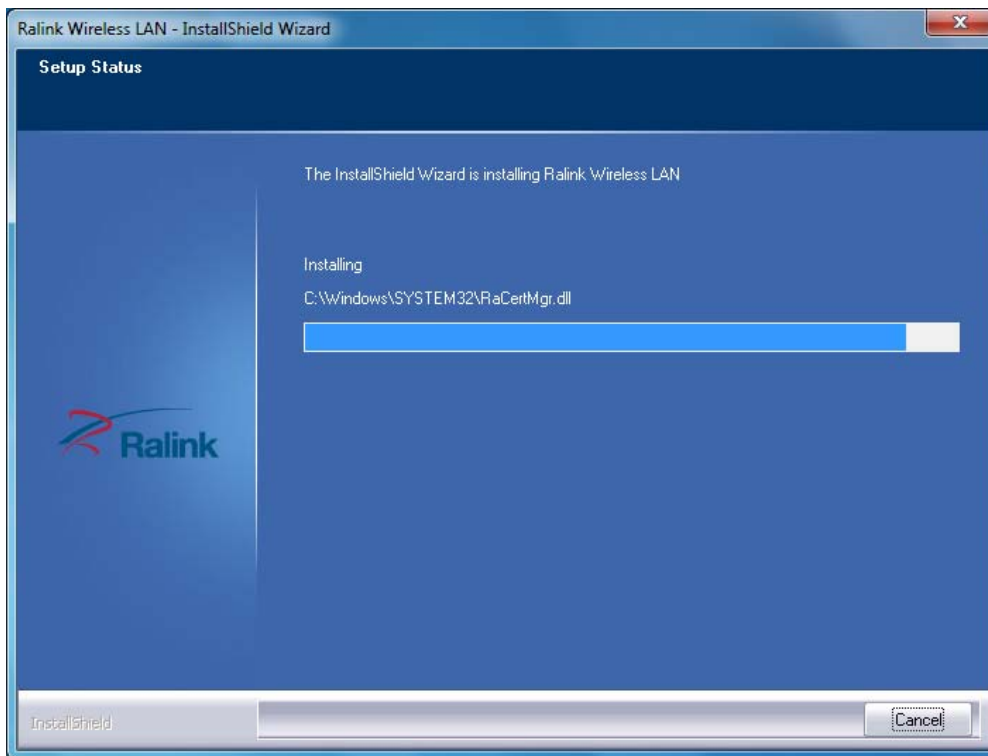 Ralink Wireless LAN - InstallShield Wizard
X
Setup Status
The InstallShield Wizard is installing Ralink Wireless LAN
Installing
C:\Windows\SYSTEM32\RaCertMgr.dll
Ralink
InstallShield
Cancel